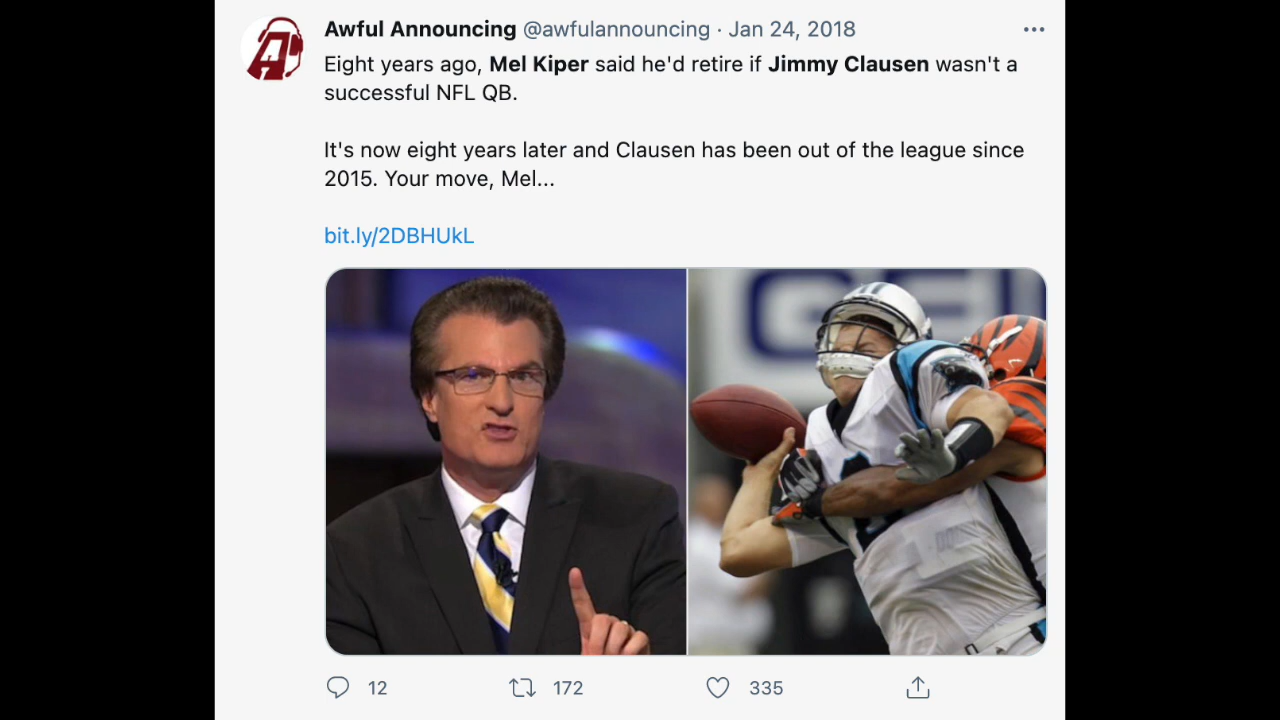 Awful Announcing @awfulannouncing · Jan 24, 2018
Eight years ago, Mel Kiper said he'd retire if Jimmy Clausen wasn't a
successful NFL QB.
It's now eight years later and Clausen has been out of the league since
2015. Your move, Mel...
bit.ly/2DBHUkL
12 172 335